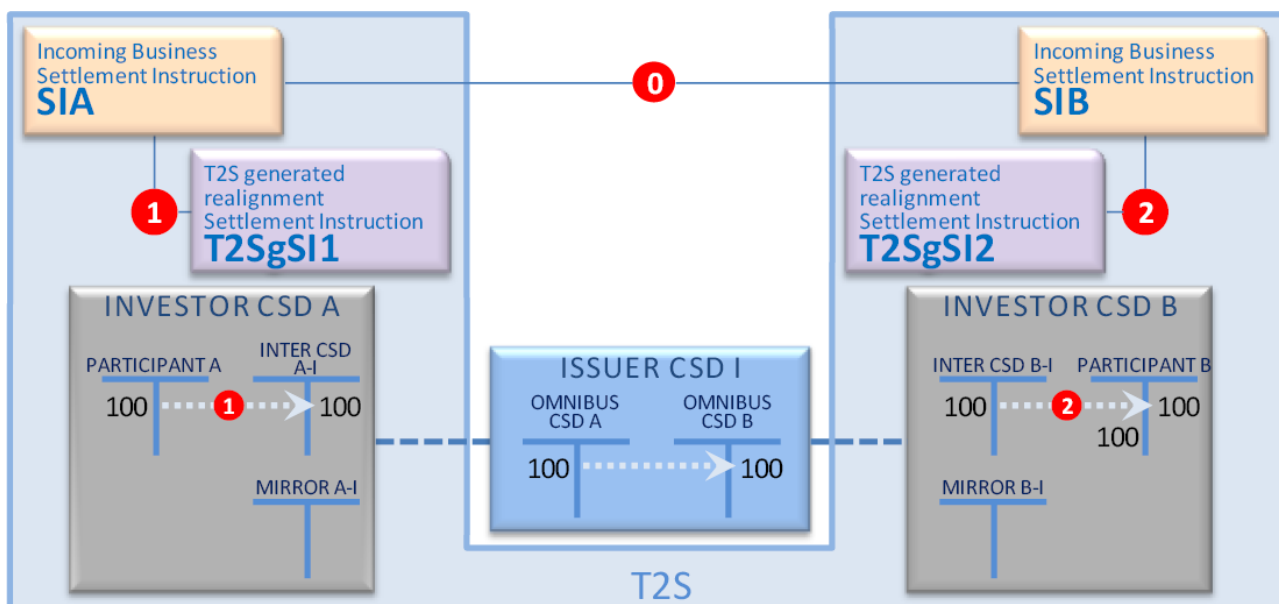 Incoming Business
Settlement Instruction
SIA
0
Incoming Business
Settlement Instruction
SIB
1
T2S generated
realignment
Settlement Instruction
T2SgSI1
T2S generated
realignment
Settlement Instruction
T2SgSI2
2
INVESTOR CSD A
PARTICIPANT A
INTER CSD
A-I
100
1
100
MIRROR A-I
ISSUER CSD I
OMNIBUS
CSD A
OMNIBUS
CSD B
100
100
INVESTOR CSD B
INTER CSD B-I
PARTICIPANT B
100
2
100
100
MIRROR B-I
T2S